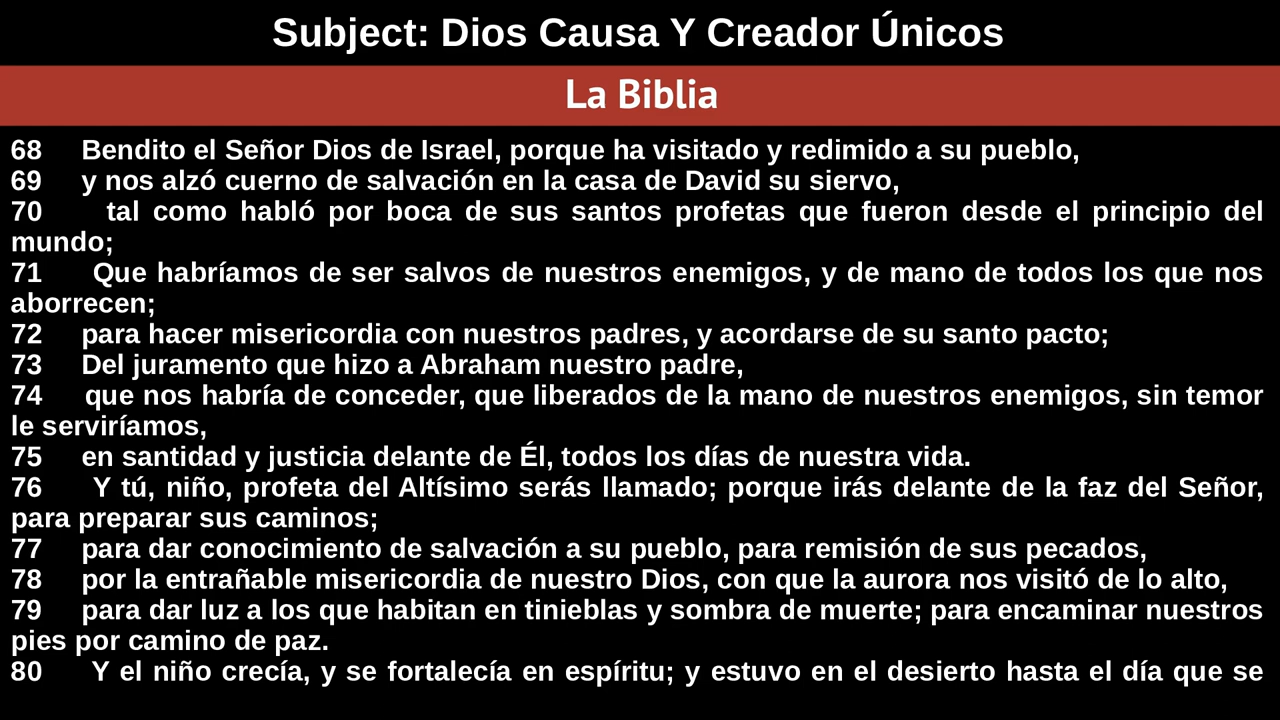 Subject: Dios Causa Y Creador Únicos
La Biblia
68 Bendito el Señor Dios de Israel, porque ha visitado y redimido a su pueblo,
69 y nos alzó cuerno de salvación en la casa de David su siervo,
70 tal como habló por boca de sus santos profetas que fueron desde el principio del
mundo;
71 Que habríamos de ser salvos de nuestros enemigos, y de mano de todos los que nos
aborrecen;
72 para hacer misericordia con nuestros padres, y acordarse de su santo pacto;
73 Del juramento que hizo a Abraham nuestro padre,
74 que nos habría de conceder, que liberados de la mano de nuestros enemigos, sin temor
le serviríamos,
75 en santidad y justicia delante de Él, todos los días de nuestra vida.
76 Y tú, niño, profeta del Altísimo serás llamado; porque irás delante de la faz del Señor,
para preparar sus caminos;
77 para dar conocimiento de salvación a su pueblo, para remisión de sus pecados,
78 por la entrañable misericordia de nuestro Dios, con que la aurora nos visitó de lo alto,
79 para dar luz a los que habitan en tinieblas y sombra de muerte; para encaminar nuestros
pies por camino de paz.
80 Y el niño crecía, y se fortalecía en espíritu; y estuvo en el desierto hasta el día que se